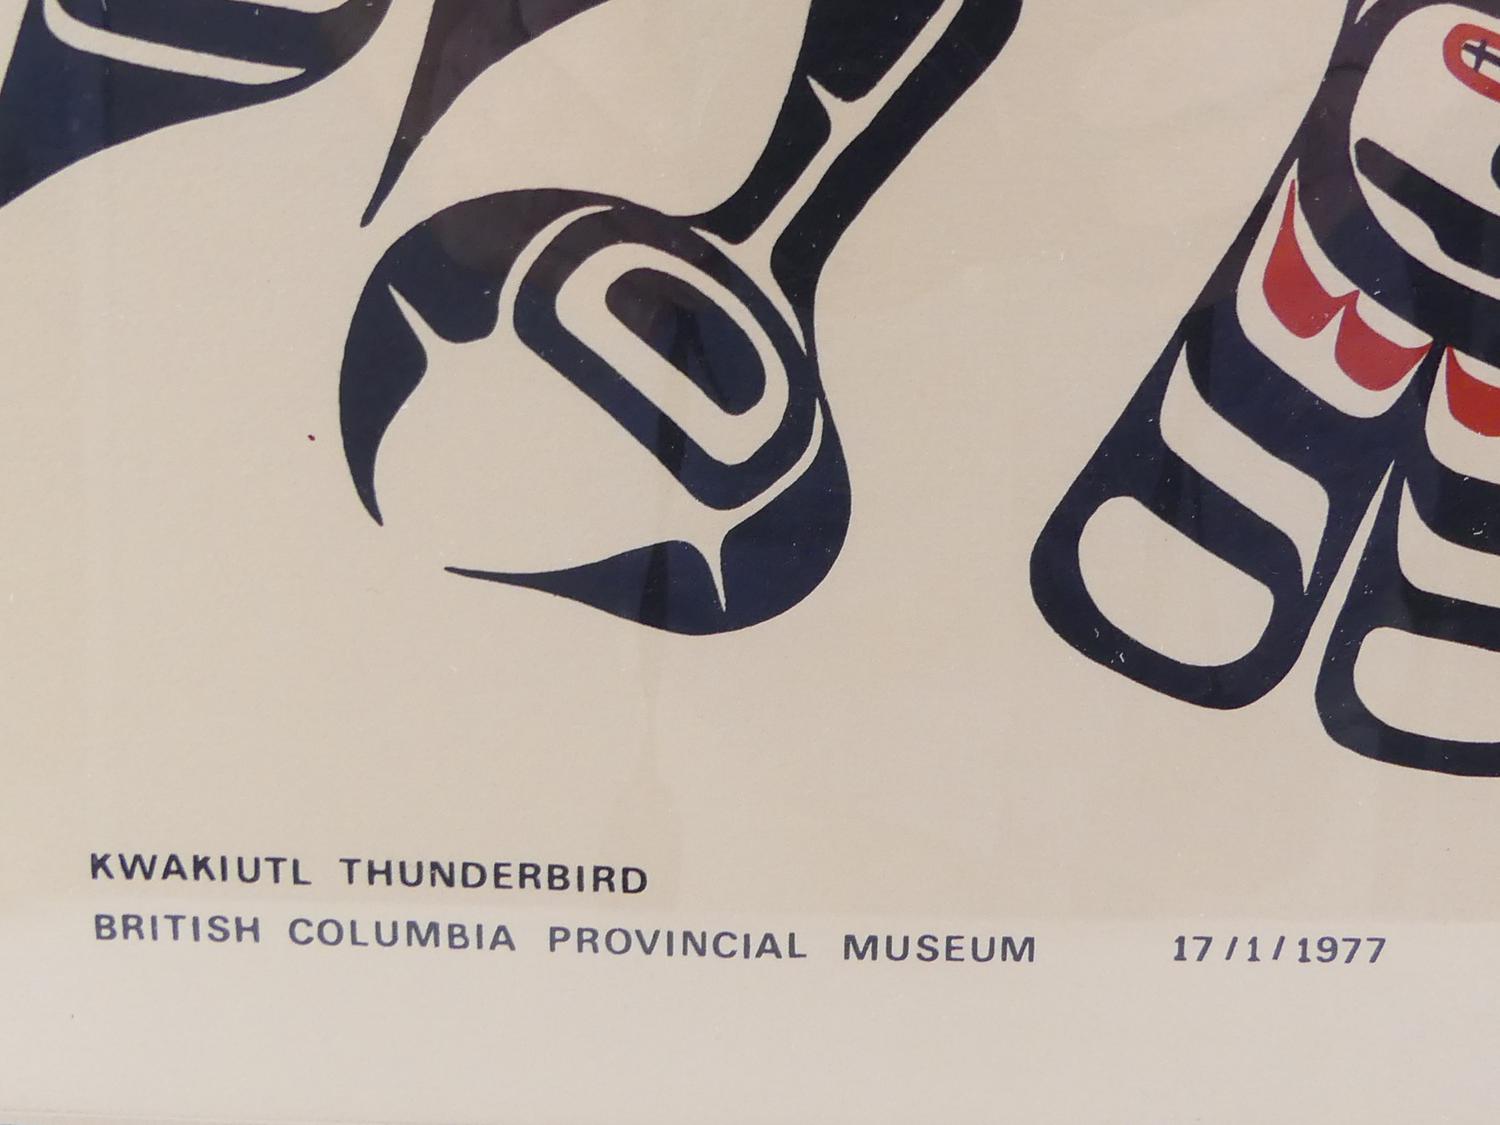 KWAKIUTL THUNDERBIRD
BRITISH COLUMBIA PROVINCIAL MUSEUM 17/1/1977